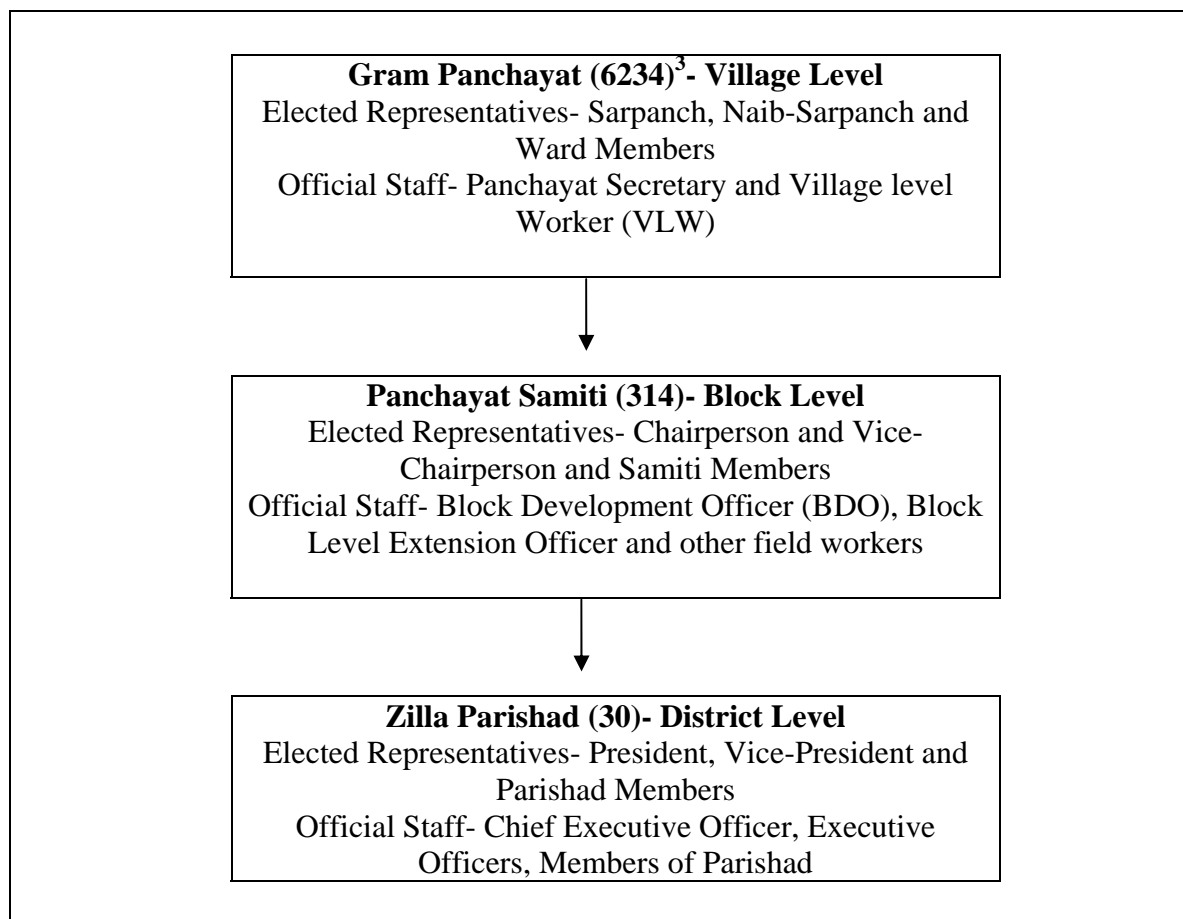 Gram Panchayat (6234)³- Village Level
Elected Representatives- Sarpanch, Naib-Sarpanch and
Ward Members
Official Staff- Panchayat Secretary and Village level
Worker (VLW)
Panchayat Samiti (314)- Block Level
Elected Representatives- Chairperson and Vice-
Chairperson and Samiti Members
Official Staff- Block Development Officer (BDO), Block
Level Extension Officer and other field workers
Zilla Parishad (30)- District Level
Elected Representatives- President, Vice-President and
Parishad Members
Official Staff- Chief Executive Officer, Executive
Officers, Members of Parishad